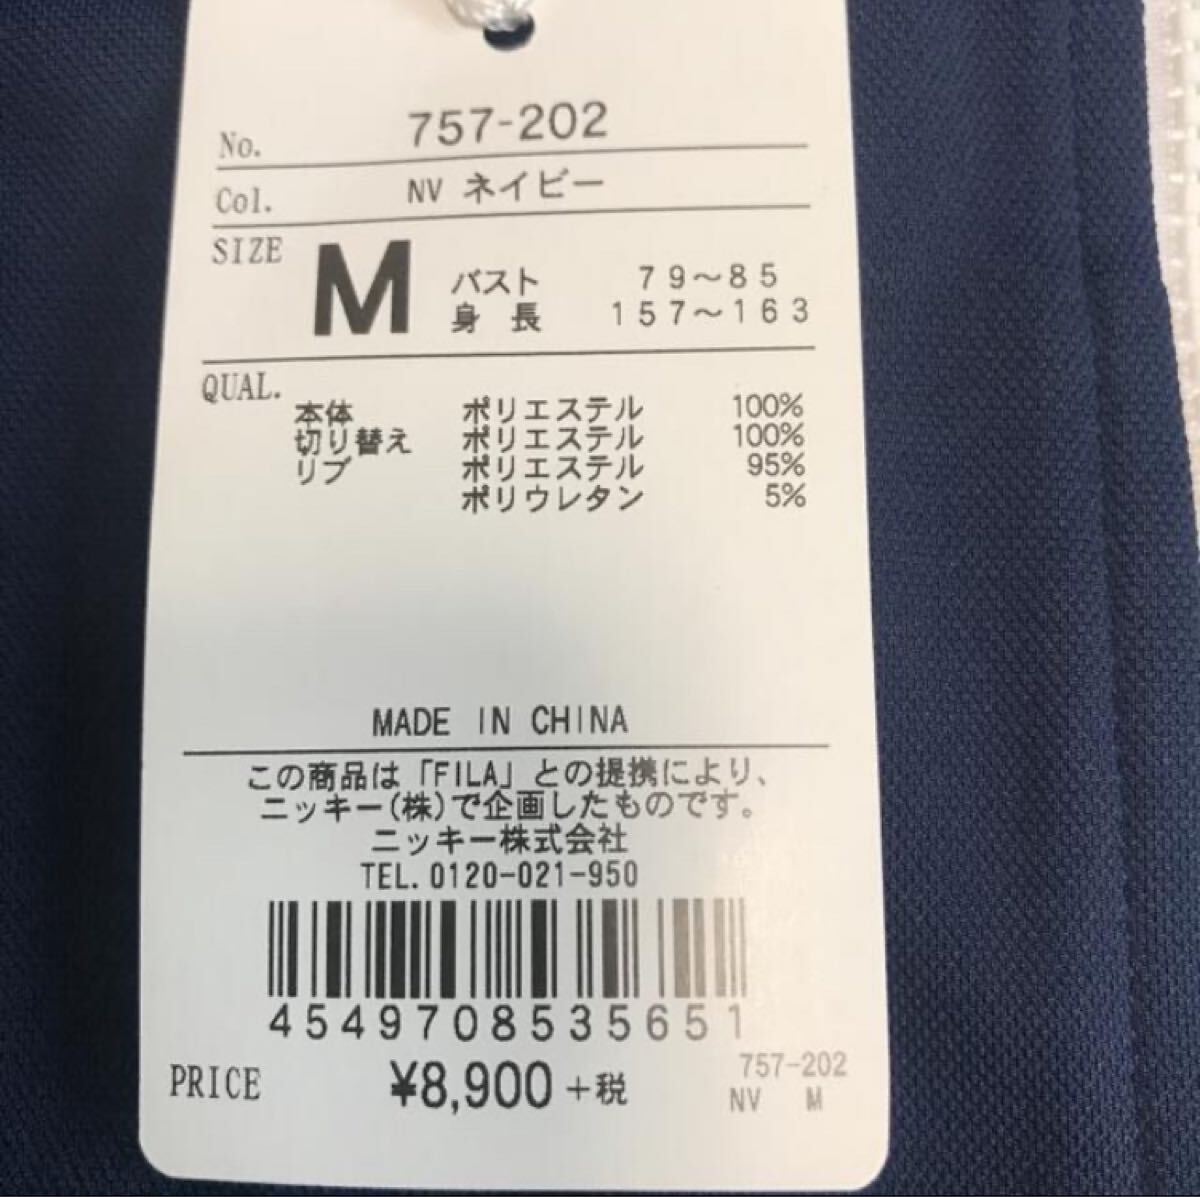 No. 757-202
Col. NV ネイビー
SIZE M バスト 79～85
身 長 157～163
QUAL.
本体 ポリエステル 100%
切り替え ポリエステル 100%
リブ ポリエステル 95%
ポリウレタン 5%
MADE IN CHINA
この商品は「FILA」との提携により、
ニッキー(株)で企画したものです。
ニッキー株式会社
TEL.0120-021-950
4549708535651
PRICE ¥8,900+税
757-202
NV M